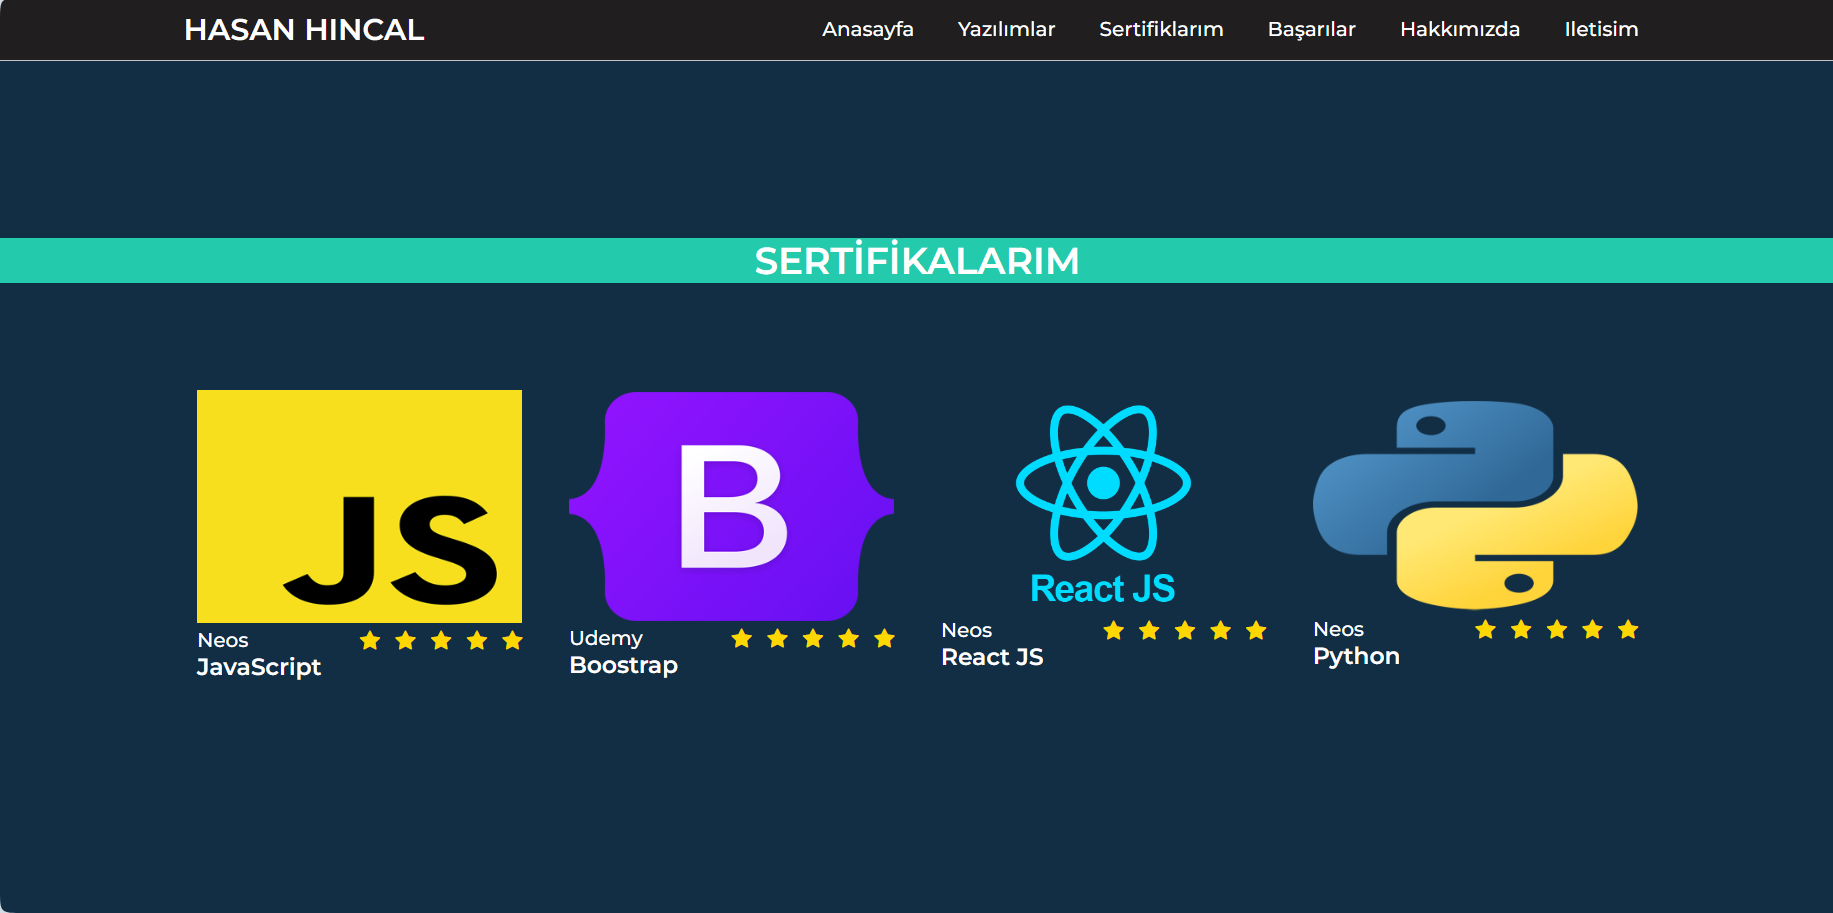 HASAN HINCAL
Anasayfa Yazılımlar Sertifiklarım Başarılar Hakkımızda Iletisim
SERTİFİKALARIM
JS
B
React JS
Neos
JavaScript
Udemy
Boostrap
Neos
React JS
Neos
Python